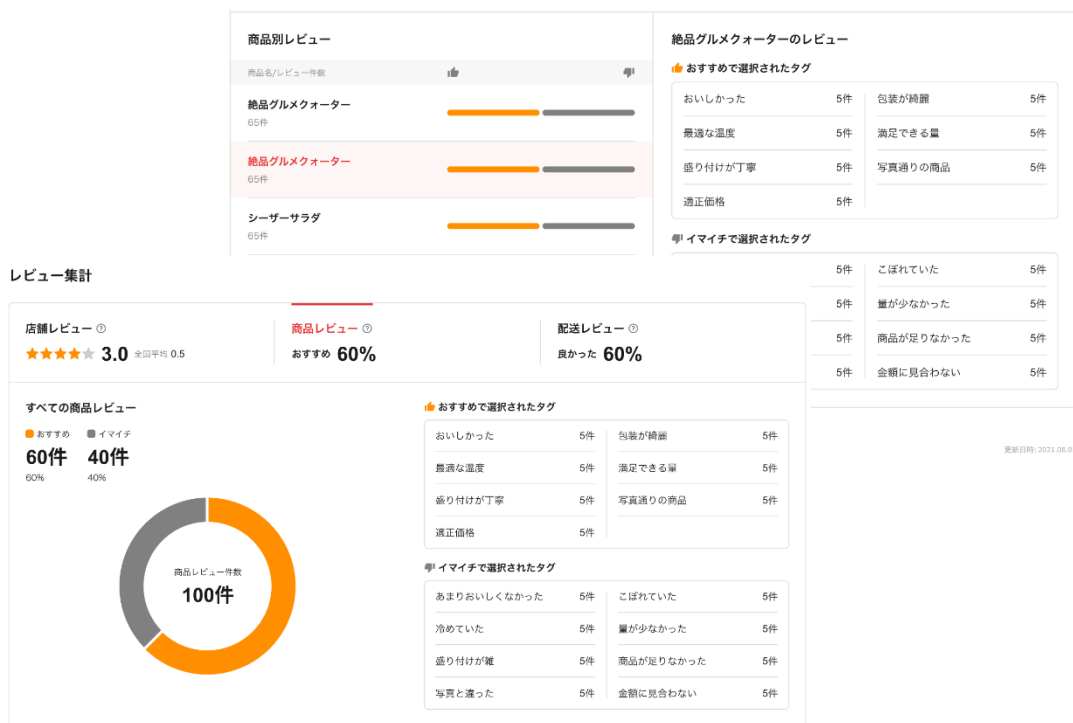 商品別レビュー
商品名/レビュー件数
絶品グルメクォーター
65件
絶品グルメクォーター
65件
シーザーサラダ
65件
絶品グルメクォーターのレビュー
おすすめで選択されたタグ
おいしかった 5件 包装が綺麗 5件
最適な温度 5件 満足できる量 5件
盛り付けが丁寧 5件 写真通りの商品 5件
適正価格 5件
イマイチで選択されたタグ
5件 こぼれていた 5件
5件 量が少なかった 5件
5件 商品が足りなかった 5件
5件 金額に見合わない 5件
更新日時: 2021.08.0
レビュー集計
店舗レビュー
3.0 全国平均 0.5
商品レビュー
おすすめ 60%
配送レビュー
良かった 60%
すべての商品レビュー
おすすめ イマイチ
60件 40件
60% 40%
商品レビュー件数
100件
おすすめで選択されたタグ
おいしかった 5件 包装が綺麗 5件
最適な温度 5件 満足できる量 5件
盛り付けが丁寧 5件 写真通りの商品 5件
適正価格 5件
イマイチで選択されたタグ
あまりおいしくなかった 5件 こぼれていた 5件
冷めていた 5件 量が少なかった 5件
盛り付けが雑 5件 商品が足りなかった 5件
写真と違った 5件 金額に見合わない 5件